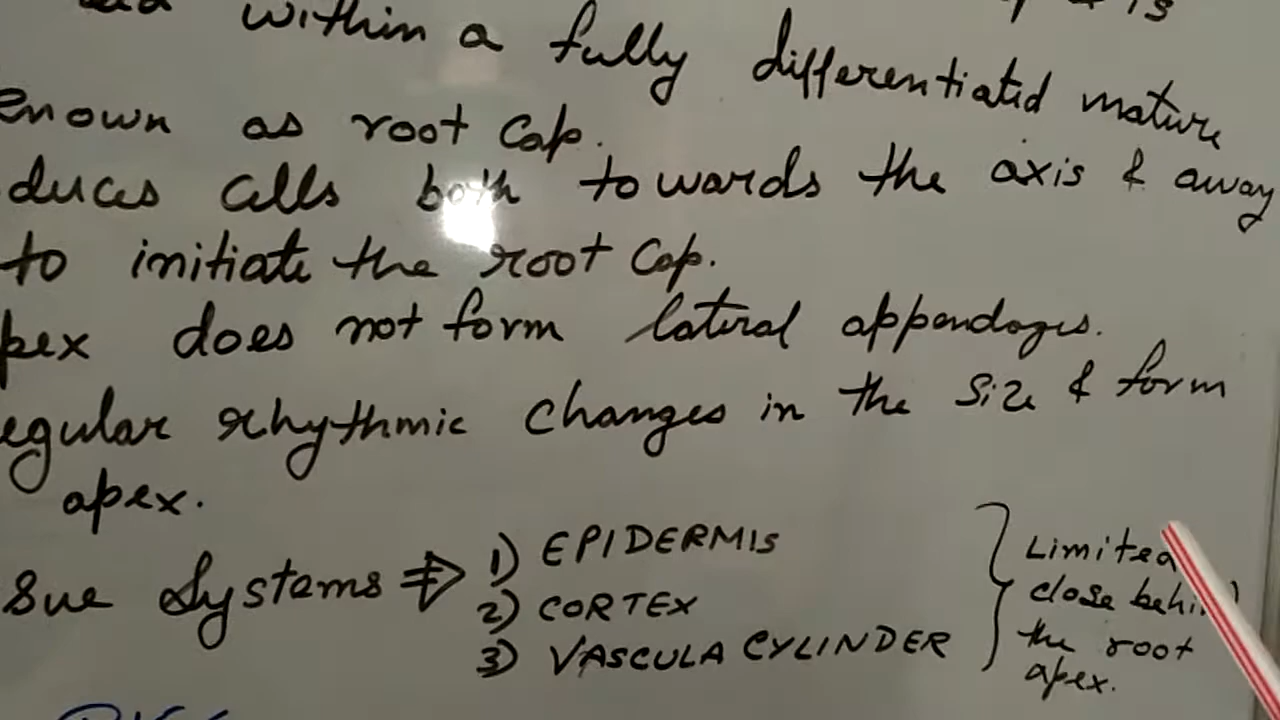 within a fully differentiated mature
known as root cap.
duces cells both towards the axis & away
to initiate the root cap.
pex does not form lateral appendages.
egular rhythmic changes in the size & form
apex.
sue Systems ⇒ 1) EPIDERMIS
2) CORTEX
3) VASCULA CYLINDER
Limited
close behin
the root
apex.